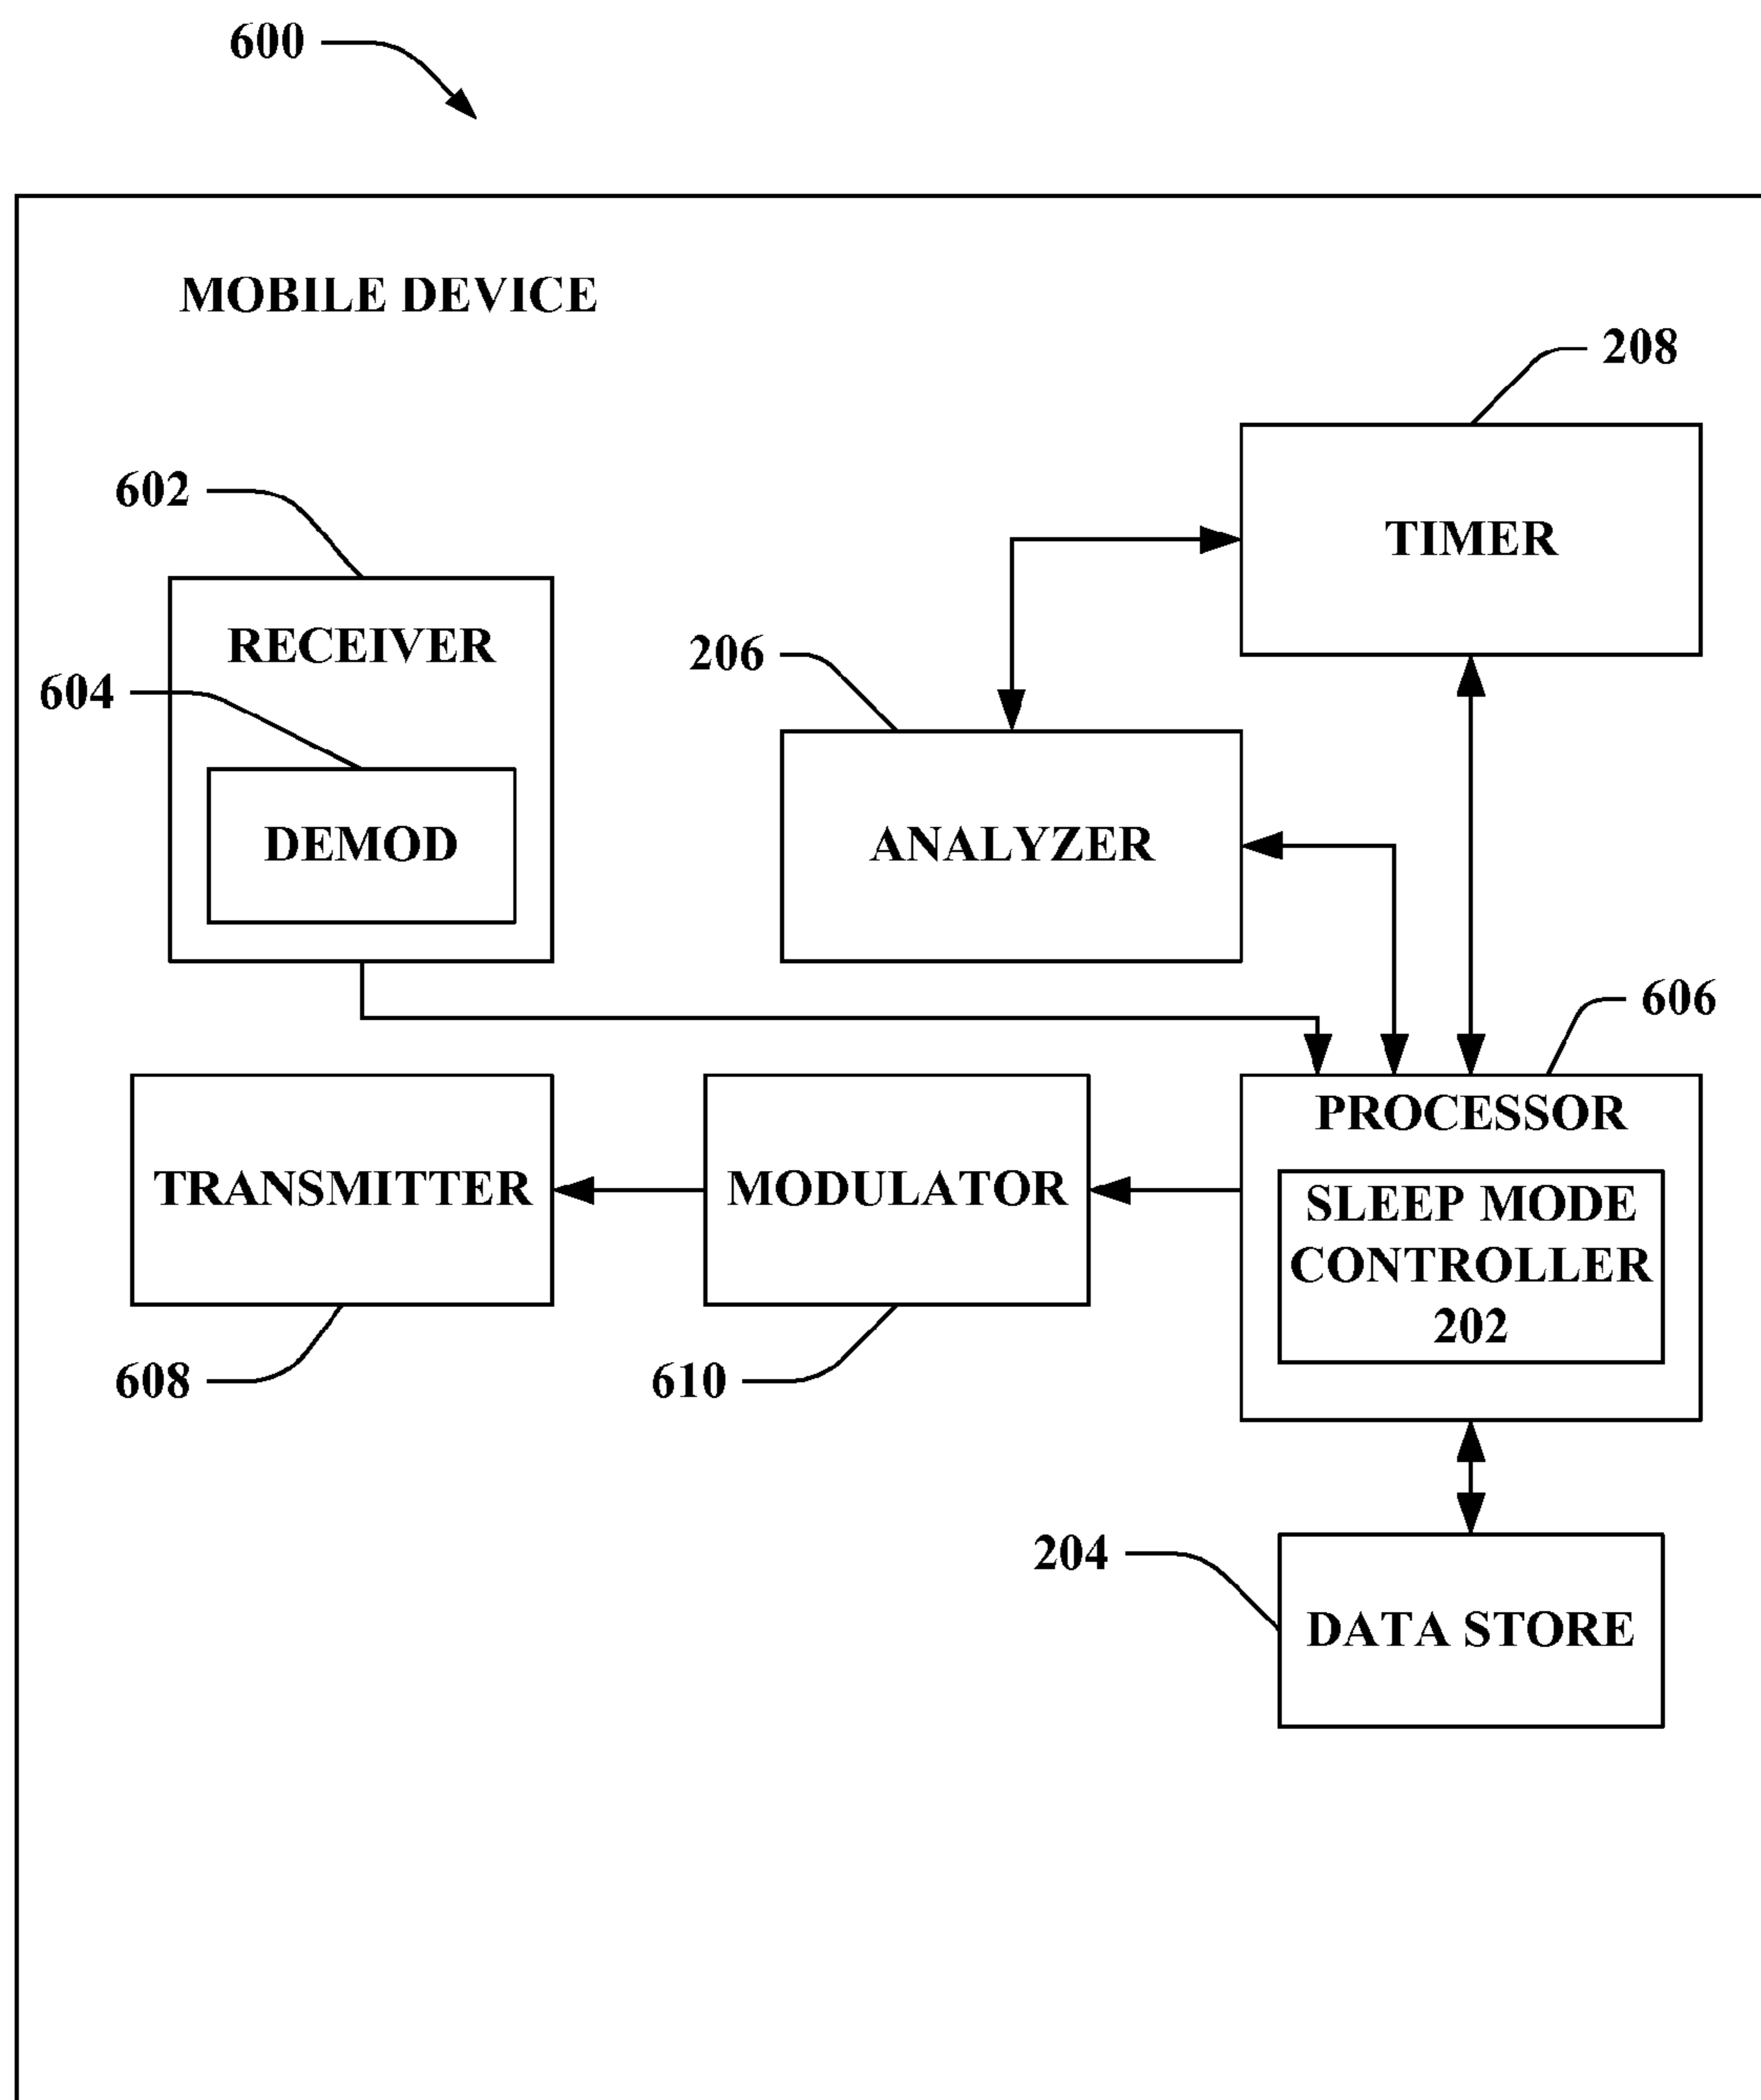 600
MOBILE DEVICE
208
TIMER
602
RECEIVER
206
604
DEMOD
ANALYZER
606
PROCESSOR
TRANSMITTER
MODULATOR
SLEEP MODE
CONTROLLER
202
608
610
204
DATA STORE